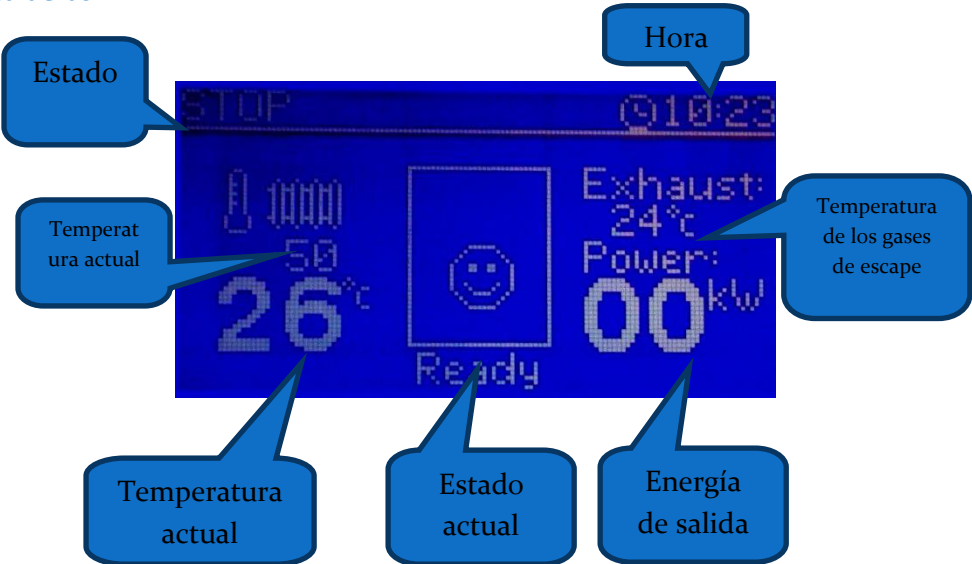 Hora
Estado
STOP
10:23
Exhaust:
24°c
Temperatura
de los gases
de escape
Temperat
ura actual
50
26°c
Power:
00kW
Ready
Temperatura
actual
Estado
actual
Energía
de salida